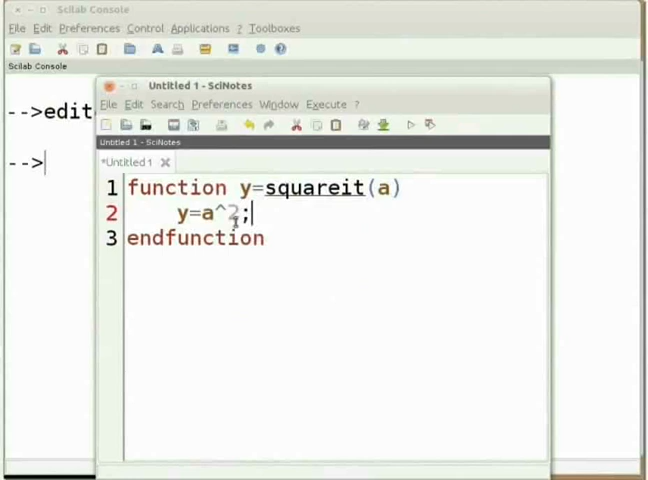 Scilab Console
File Edit Preferences Control Applications ? Toolboxes
Scilab Console
-->edit
-->
Untitled 1 - SciNotes
File Edit Search Preferences Window Execute ?
Untitled 1 - SciNotes
*Untitled 1
1 function y=squareit(a)
2 y=a^2;
3 endfunction